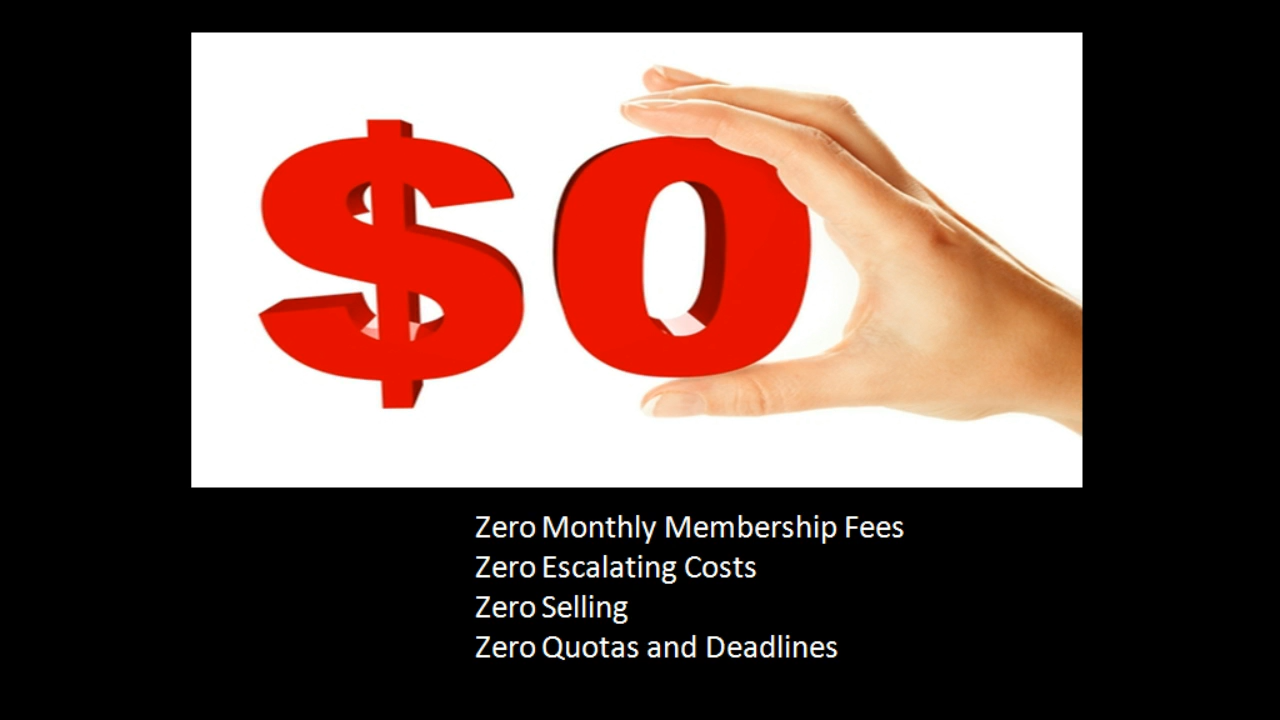 $0
Zero Monthly Membership Fees
Zero Escalating Costs
Zero Selling
Zero Quotas and Deadlines